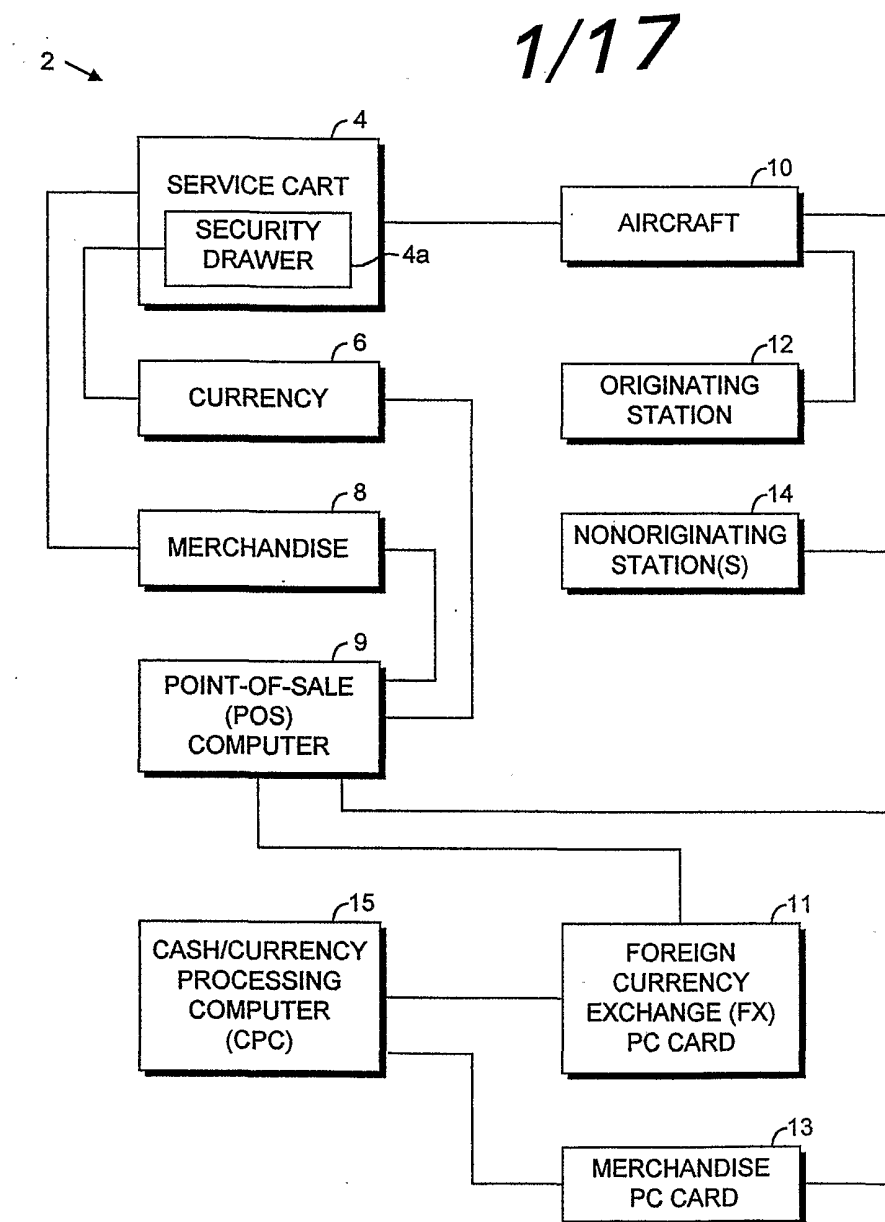 1/17
2
4
SERVICE CART
SECURITY
DRAWER
4a
10
AIRCRAFT
6
CURRENCY
12
ORIGINATING
STATION
8
MERCHANDISE
14
NONORIGINATING
STATION(S)
9
POINT-OF-SALE
(POS)
COMPUTER
15
CASH/CURRENCY
PROCESSING
COMPUTER
(CPC)
11
FOREIGN
CURRENCY
EXCHANGE (FX)
PC CARD
13
MERCHANDISE
PC CARD